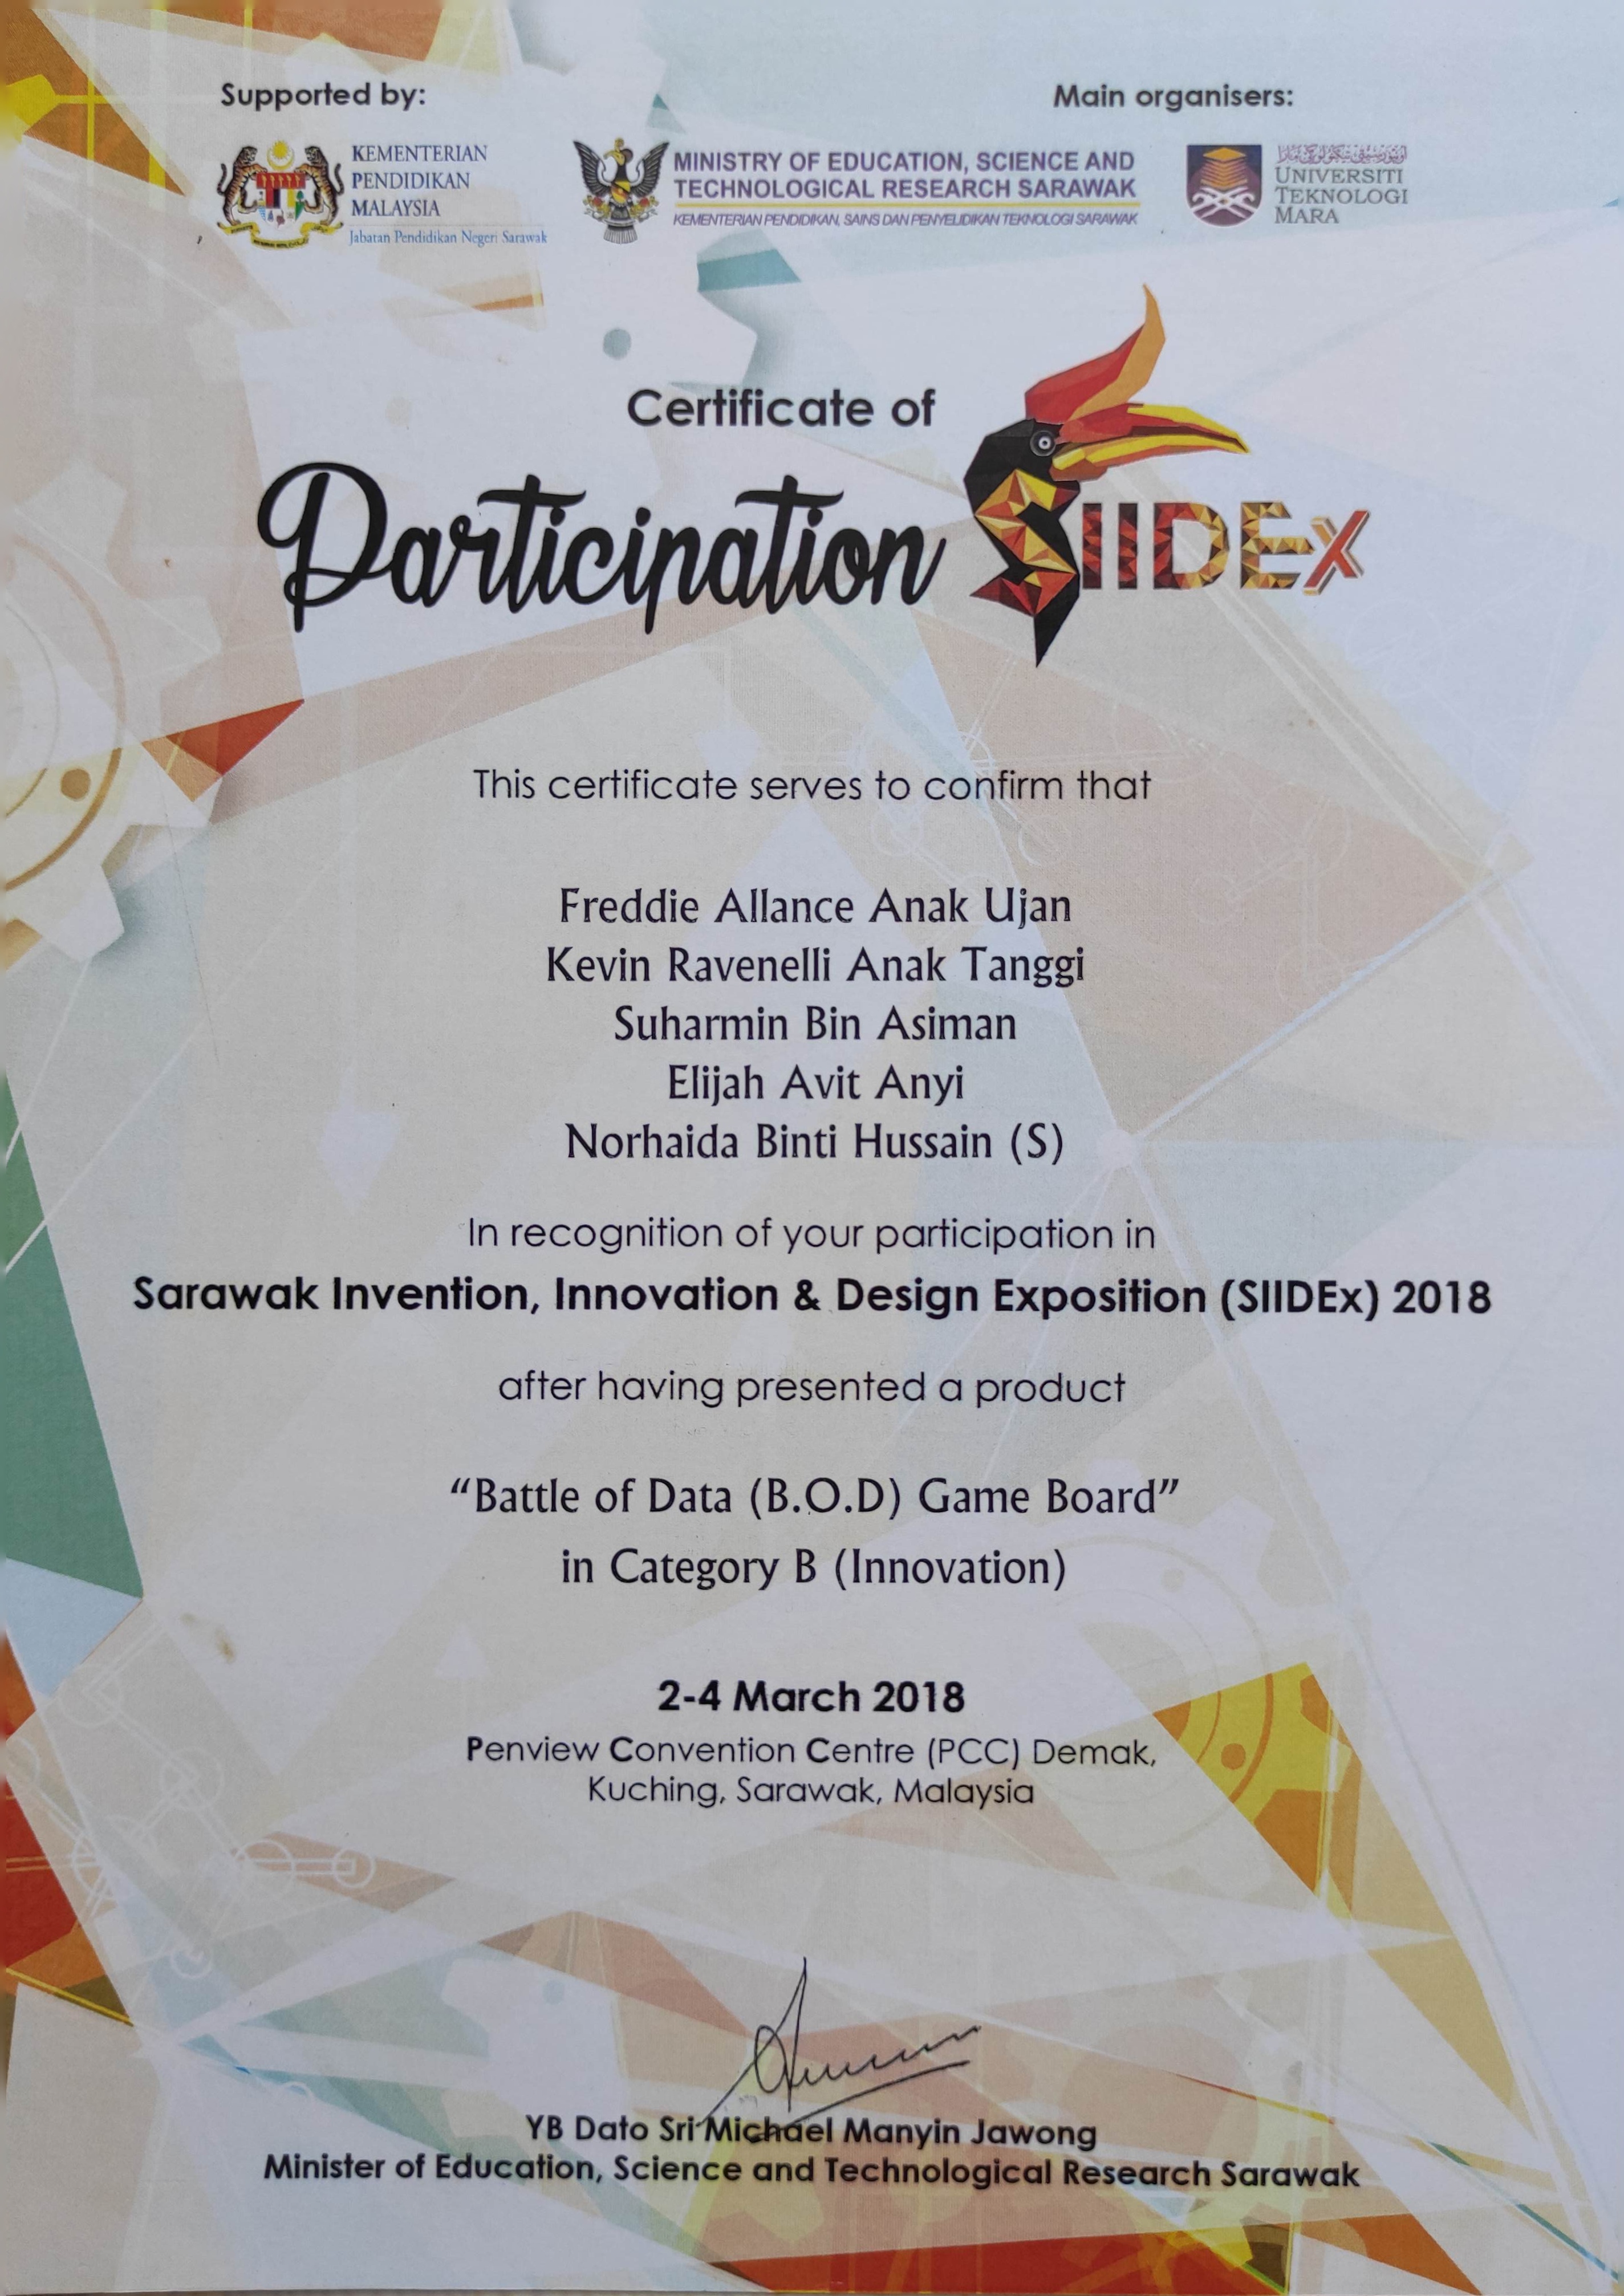 Supported by:
Main organisers:
KEMENTERIAN
PENDIDIKAN
MALAYSIA
Jabatan Pendidikan Negeri Sarawak
MINISTRY OF EDUCATION, SCIENCE AND
TECHNOLOGICAL RESEARCH SARAWAK
KEMENTERIAN PENDIDIKAN, SAINS DAN PENYELIDIKAN TEKNOLOGI SARAWAK
UNIVERSITI
TEKNOLOGI
MARA
Certificate of
Participation
SIIDEx
This certificate serves to confirm that
Freddie Allance Anak Ujan
Kevin Ravenelli Anak Tanggi
Suharmin Bin Asiman
Elijah Avit Anyi
Norhaida Binti Hussain (S)
In recognition of your participation in
Sarawak Invention, Innovation & Design Exposition (SIIDEx) 2018
after having presented a product
“Battle of Data (B.O.D) Game Board”
in Category B (Innovation)
2-4 March 2018
Penview Convention Centre (PCC) Demak,
Kuching, Sarawak, Malaysia
YB Dato Sri Michael Manyin Jawong
Minister of Education, Science and Technological Research Sarawak